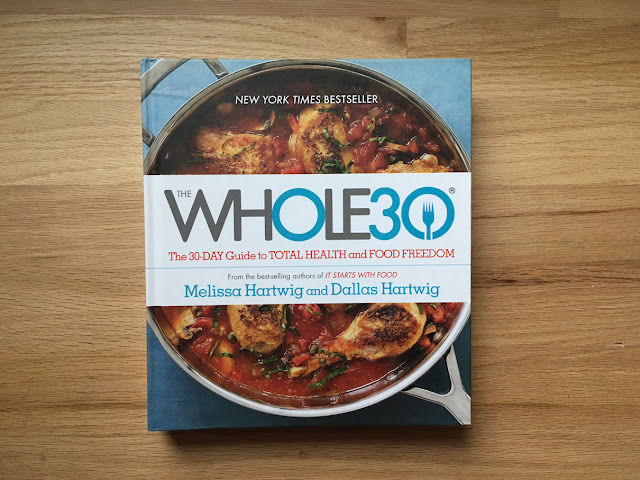 NEW YORK TIMES BESTSELLER
THE WHOLE30®
The 30-DAY Guide to TOTAL HEALTH and FOOD FREEDOM
From the best-selling authors of IT STARTS WITH FOOD
Melissa Hartwig and Dallas Hartwig